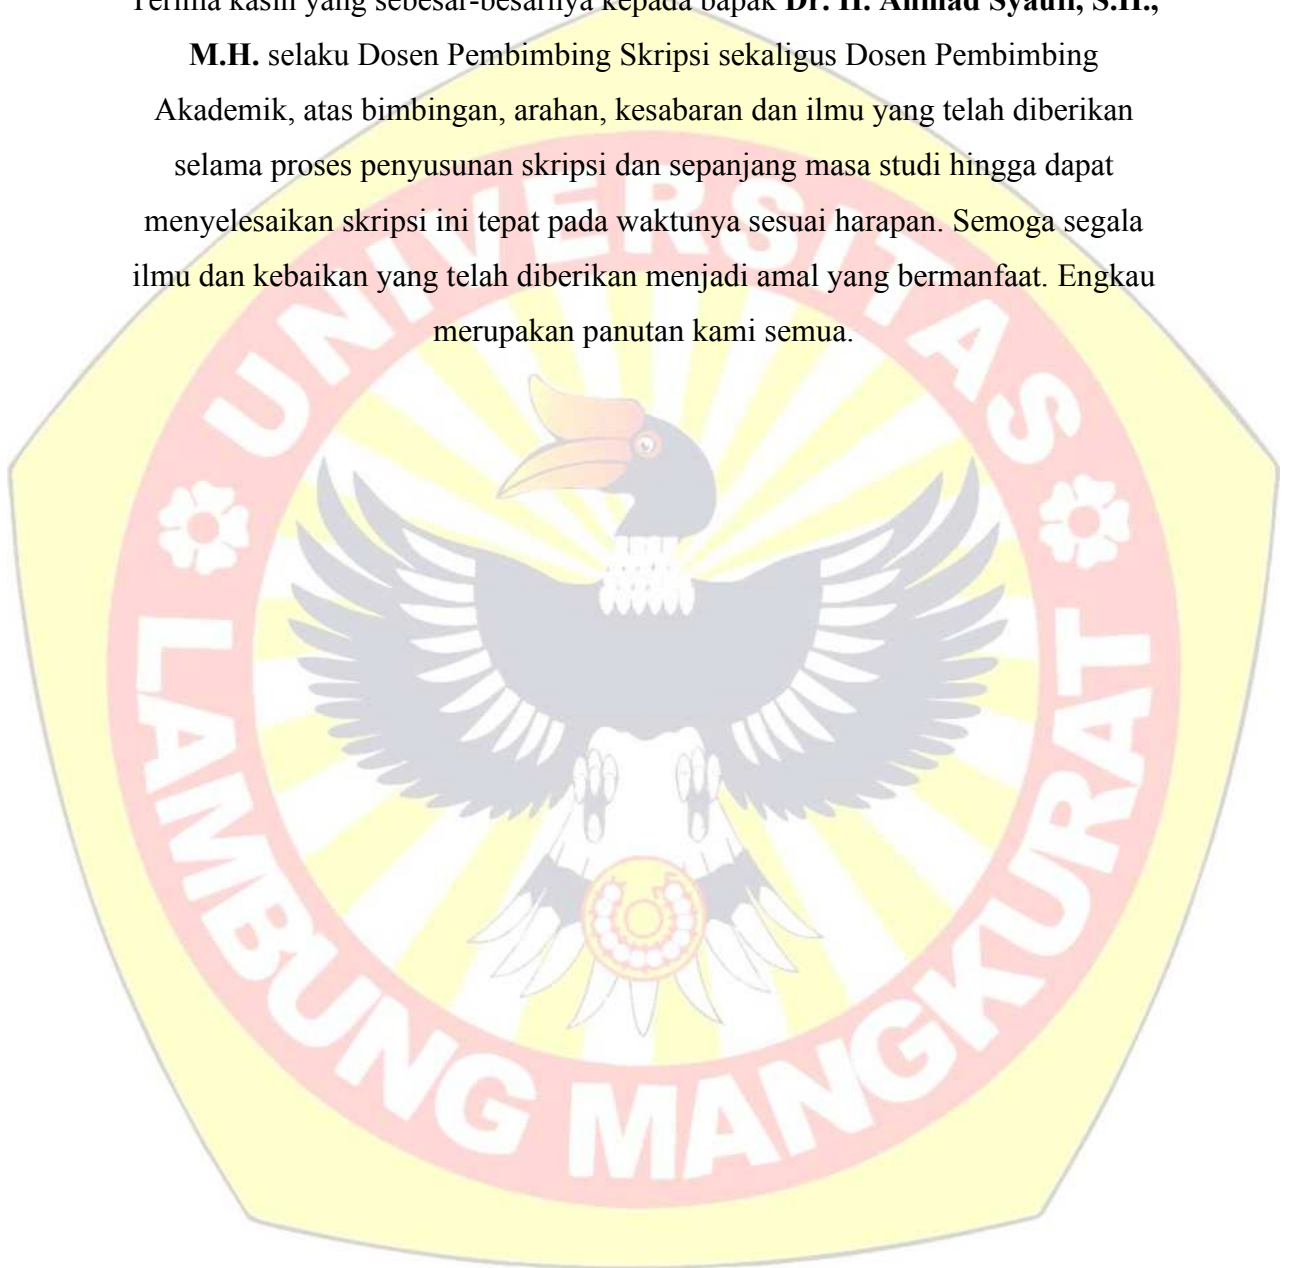 Terima kasih yang sebesar-besarnya kepada bapak Dr. H. Ahmad Syaufi, S.H.,
M.H. selaku Dosen Pembimbing Skripsi sekaligus Dosen Pembimbing
Akademik, atas bimbingan, arahan, kesabaran dan ilmu yang telah diberikan
selama proses penyusunan skripsi dan sepanjang masa studi hingga dapat
menyelesaikan skripsi ini tepat pada waktunya sesuai harapan. Semoga segala
ilmu dan kebaikan yang telah diberikan menjadi amal yang bermanfaat. Engkau
merupakan panutan kami semua.
UNIVERSITAS
LAMBUNG MANGKURAT